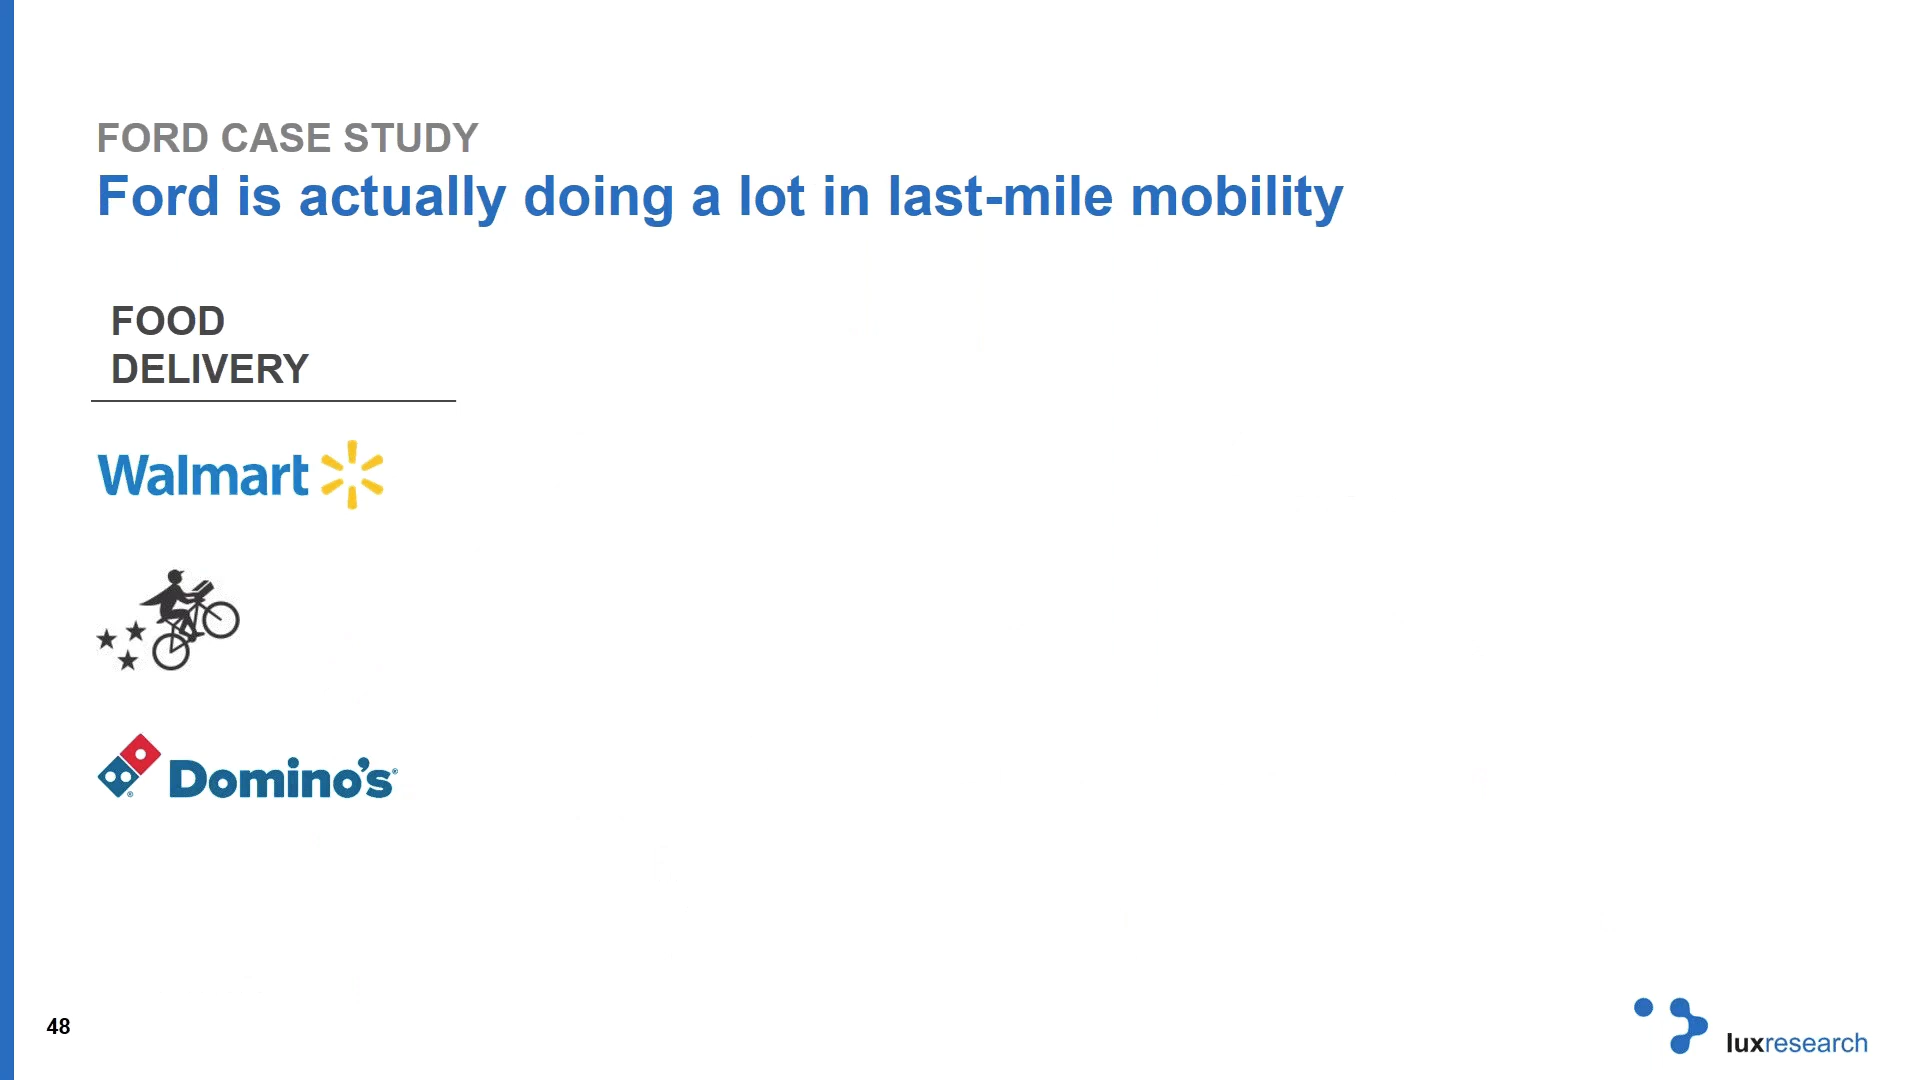 FORD CASE STUDY
Ford is actually doing a lot in last-mile mobility
FOOD
DELIVERY
Walmart
Domino's®
48
luxresearch